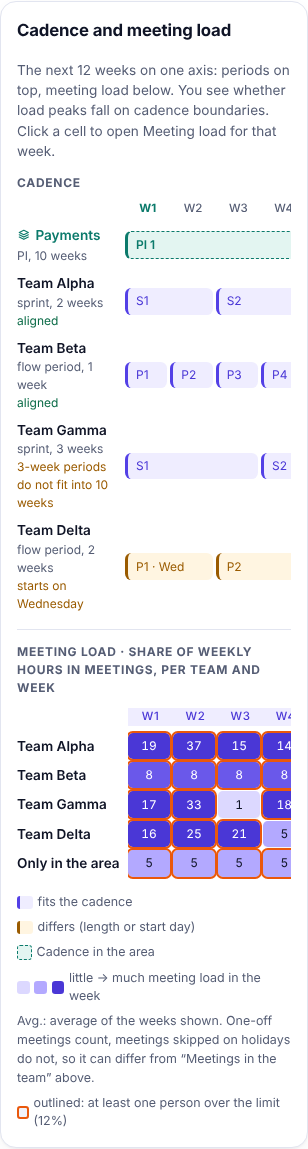 Cadence and meeting load
The next 12 weeks on one axis: periods on
top, meeting load below. You see whether
load peaks fall on cadence boundaries.
Click a cell to open Meeting load for that
week.
CADENCE
W1 W2 W3 W4
Payments PI 1
PI, 10 weeks
Team Alpha
sprint, 2 weeks S1 S2
aligned
Team Beta
flow period, 1 P1 P2 P3 P4
week
aligned
Team Gamma
sprint, 3 weeks
3-week periods S1 S2
do not fit into 10
weeks
Team Delta
flow period, 2 P1 · Wed P2
weeks
starts on
Wednesday
MEETING LOAD · SHARE OF WEEKLY
HOURS IN MEETINGS, PER TEAM AND
WEEK
W1 W2 W3 W4
Team Alpha 19 37 15 14
Team Beta 8 8 8 8
Team Gamma 17 33 1 18
Team Delta 16 25 21 5
Only in the area 5 5 5 5
fits the cadence
differs (length or start day)
Cadence in the area
little → much meeting load in the
week
Avg.: average of the weeks shown. One-off
meetings count, meetings skipped on holidays
do not, so it can differ from “Meetings in the
team” above.
outlined: at least one person over the limit
(12%)